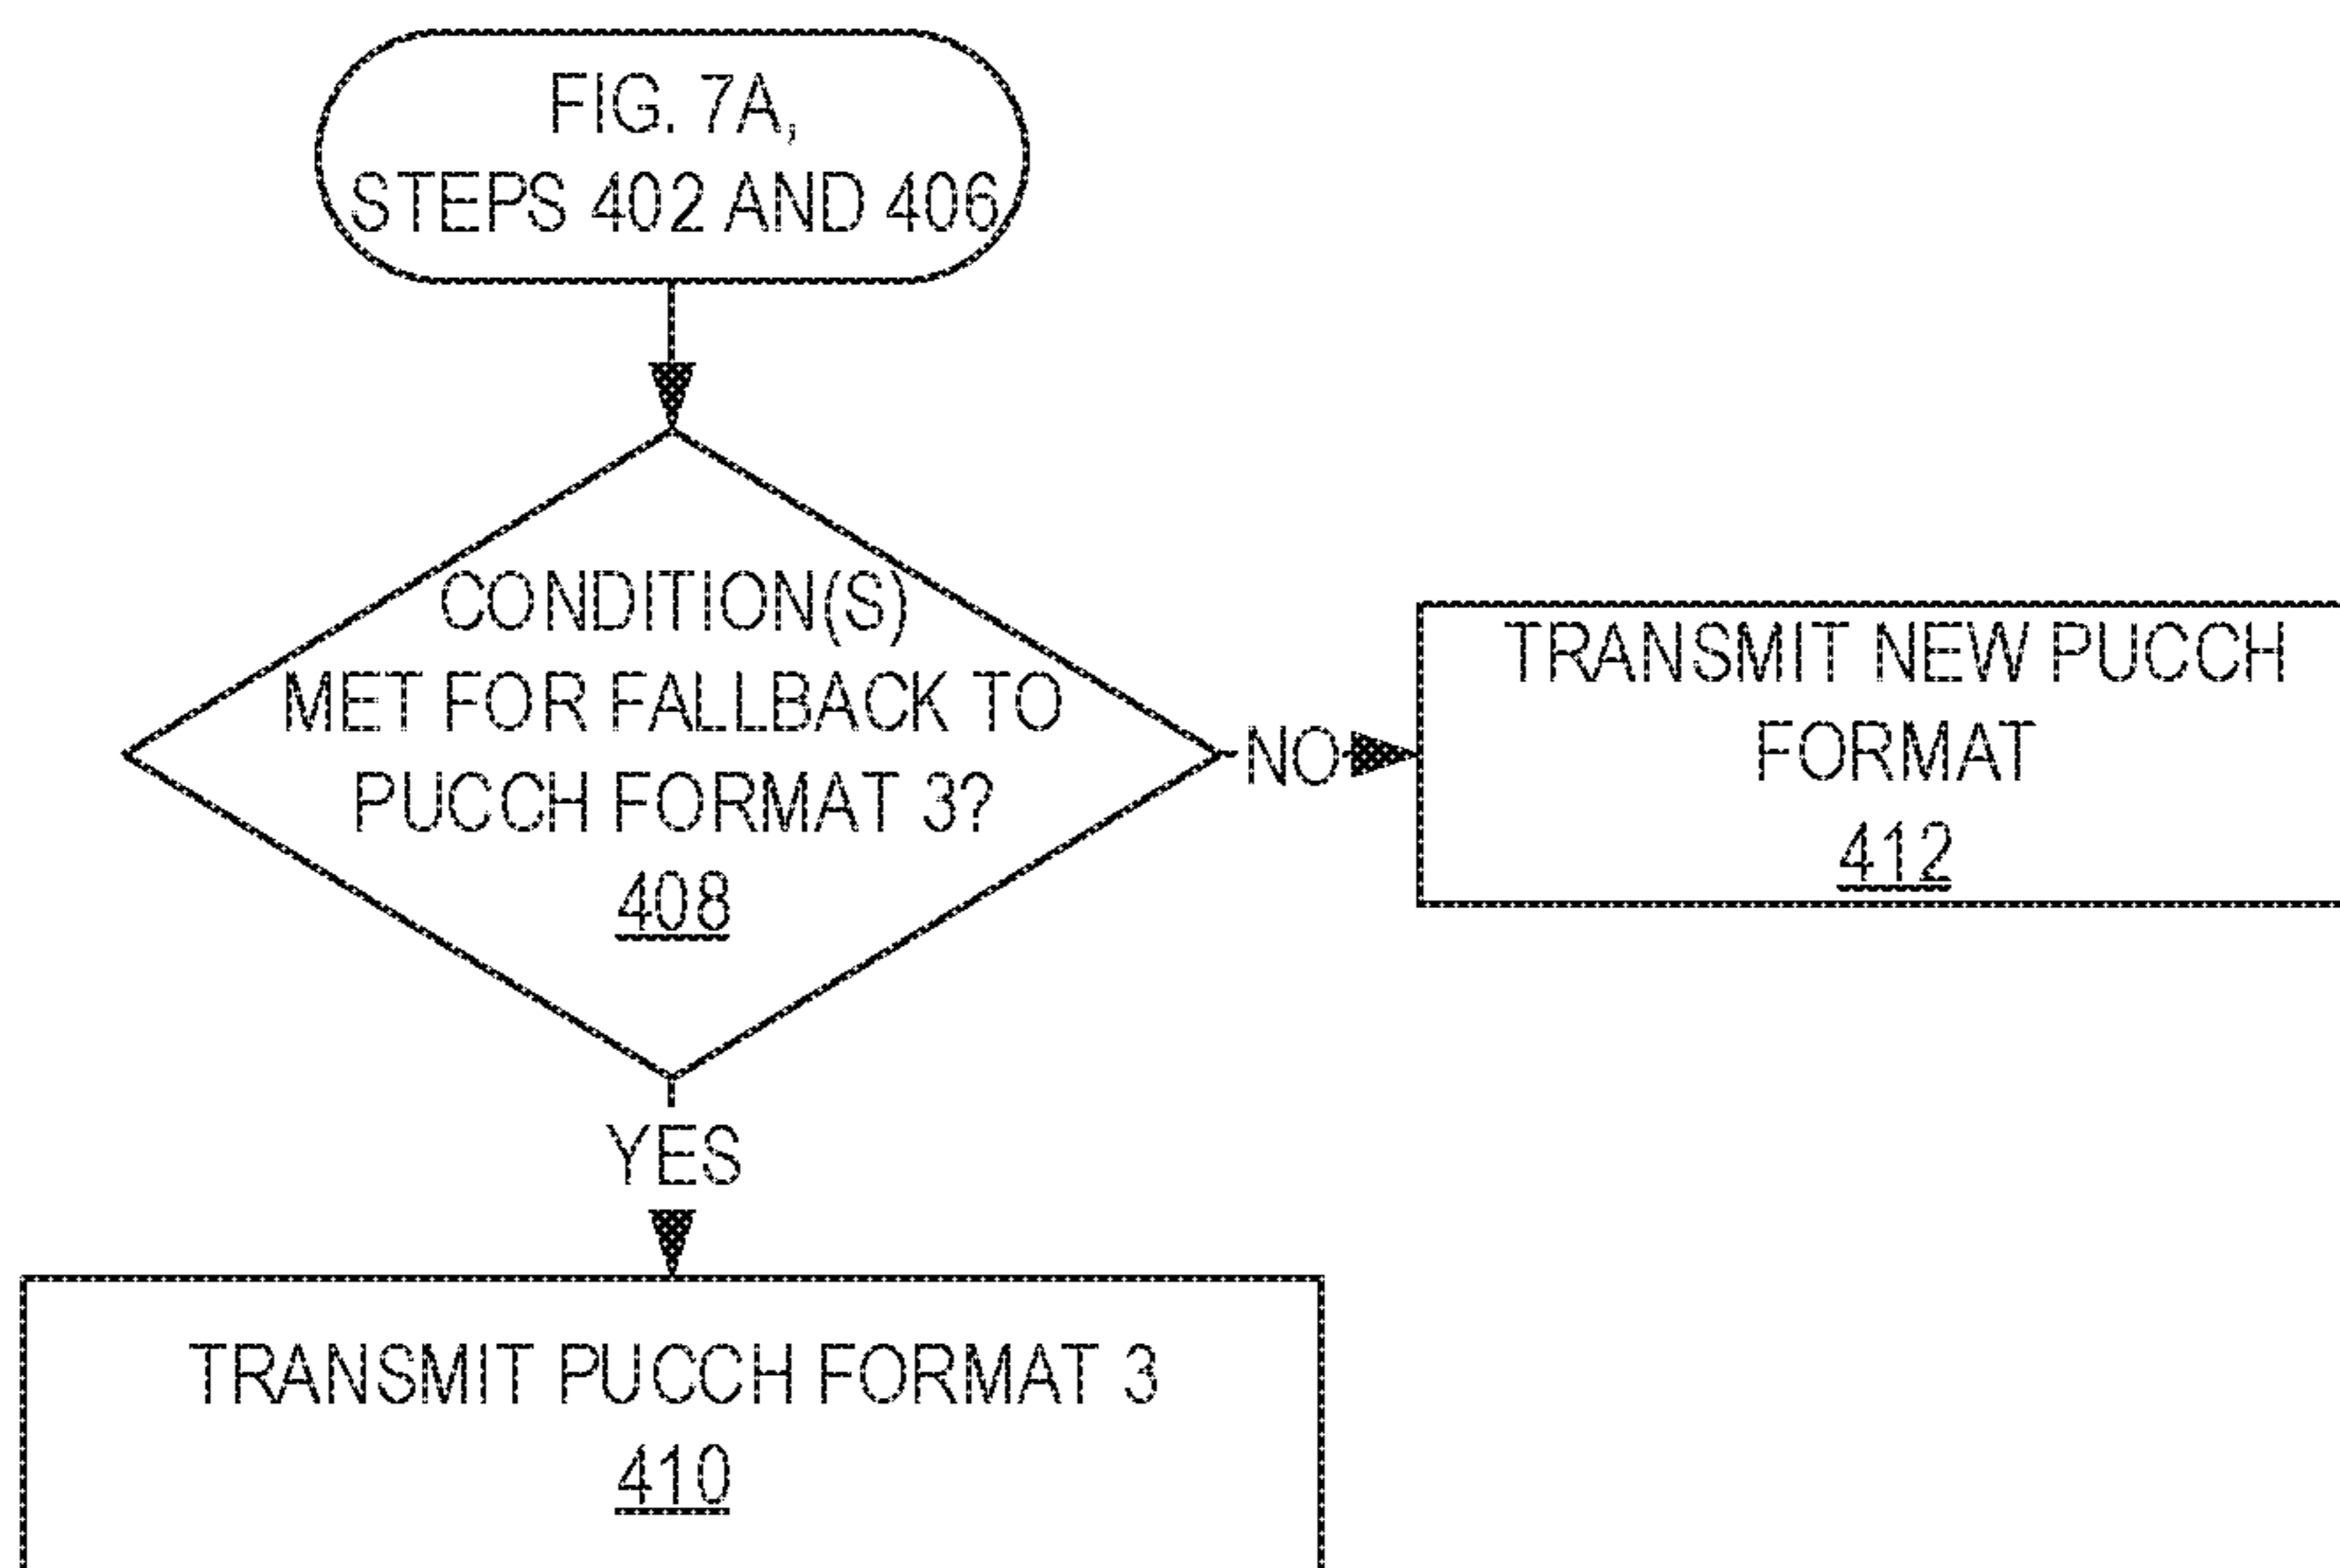 FIG. 7A,
STEPS 402 AND 406
CONDITION(S)
MET FOR FALLBACK TO
PUCCH FORMAT 3?
408
NO
TRANSMIT NEW PUCCH
FORMAT
412
YES
TRANSMIT PUCCH FORMAT 3
410